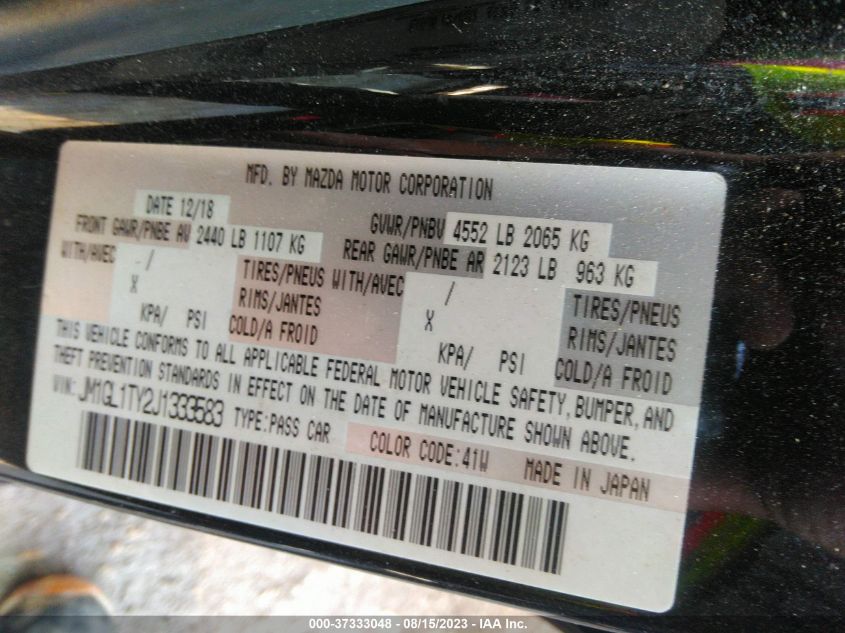 MFD. BY MAZDA MOTOR CORPORATION
DATE 12/18 GVWR/PNBV 4552 LB 2065 KG
FRONT GAWR/PNBE AV 2440 LB 1107 KG REAR GAWR/PNBE AR 2123 LB 963 KG
WITH/AVEC - / TIRES/PNEUS WITH/AVEC / TIRES/PNEUS
X RIMS/JANTES X RIMS/JANTES
KPA/ PSI COLD/A FROID KPA/ PSI COLD/A FROID
THIS VEHICLE CONFORMS TO ALL APPLICABLE FEDERAL MOTOR VEHICLE SAFETY, BUMPER, AND
THEFT PREVENTION STANDARDS IN EFFECT ON THE DATE OF MANUFACTURE SHOWN ABOVE.
VIN: JM1GL1TY2J1333583 TYPE:PASS CAR COLOR CODE:41W MADE IN JAPAN
000-37333048 - 08/15/2023 - IAA Inc.